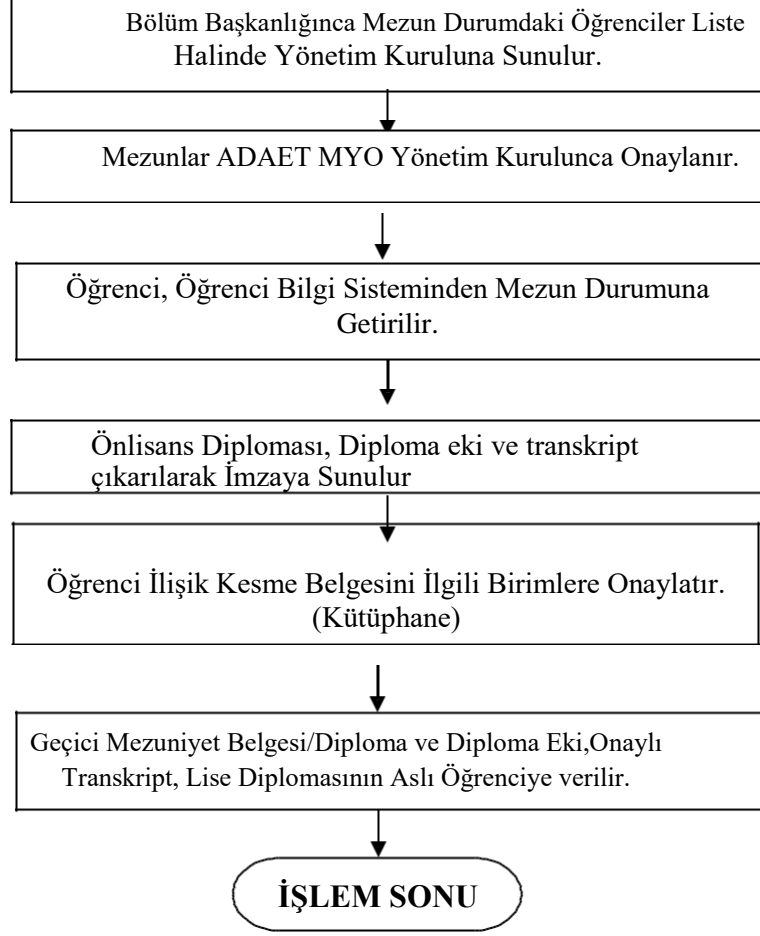 Bölüm Başkanlığınca Mezun Durumdaki Öğrenciler Liste
Halinde Yönetim Kuruluna Sunulur.
Mezunlar ADAET MYO Yönetim Kurulunca Onaylanır.
Öğrenci, Öğrenci Bilgi Sisteminden Mezun Durumuna
Getirilir.
Önlisans Diploması, Diploma eki ve transkript
çıkarılarak İmzaya Sunulur
Öğrenci İlişik Kesme Belgesini İlgili Birimlere Onaylatır.
(Kütüphane)
Geçici Mezuniyet Belgesi/Diploma ve Diploma Eki,Onaylı
Transkript, Lise Diplomasının Aslı Öğrenciye verilir.
İŞLEM SONU